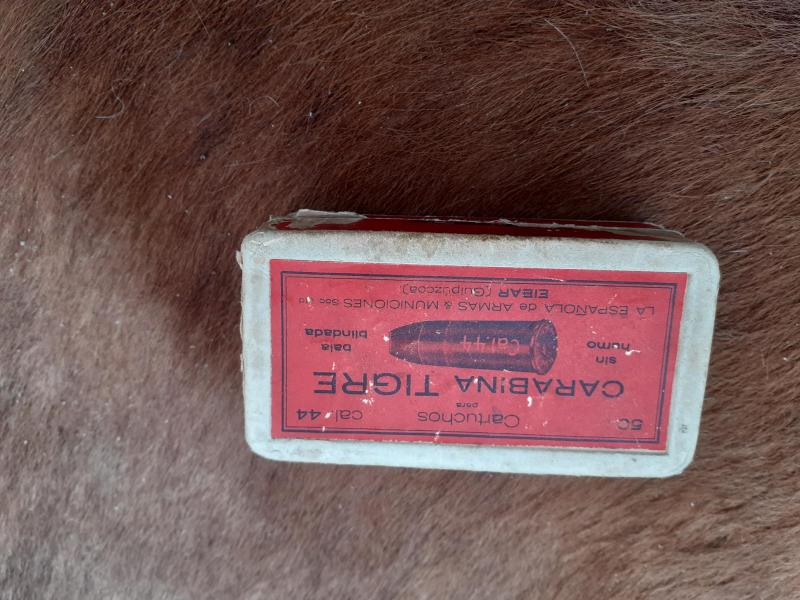 50 Cartuchos cal. 44
para
CARABINA TIGRE
sin humo
Cal. 44
bala blindada
LA ESPAÑOLA de ARMAS & MUNICIONES Soc Ltd
EIBAR (Guipúzcoa)